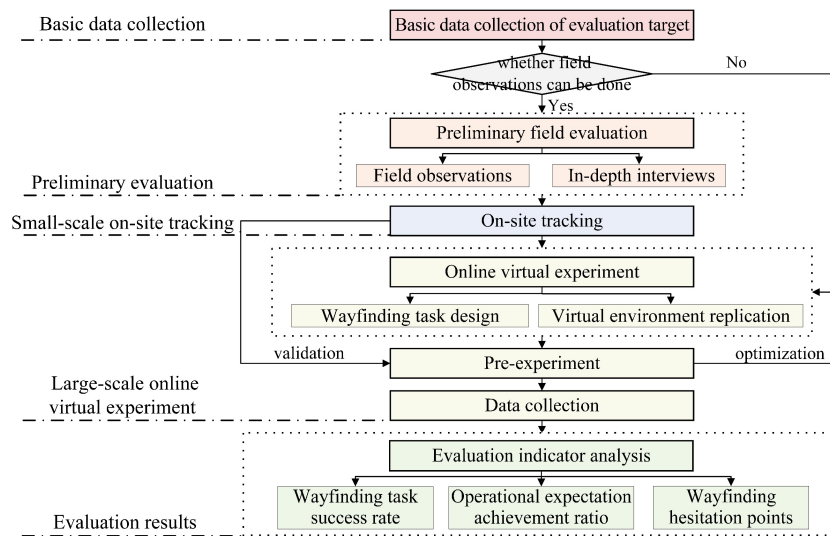 Basic data collection
Basic data collection of evaluation target
whether field
observations can be done
No
Yes
Preliminary field evaluation
Field observations
In-depth interviews
Preliminary evaluation
Small-scale on-site tracking
On-site tracking
Online virtual experiment
Wayfinding task design
Virtual environment replication
validation
Pre-experiment
optimization
Large-scale online
virtual experiment
Data collection
Evaluation indicator analysis
Wayfinding task
success rate
Operational expectation
achievement ratio
Wayfinding
hesitation points
Evaluation results